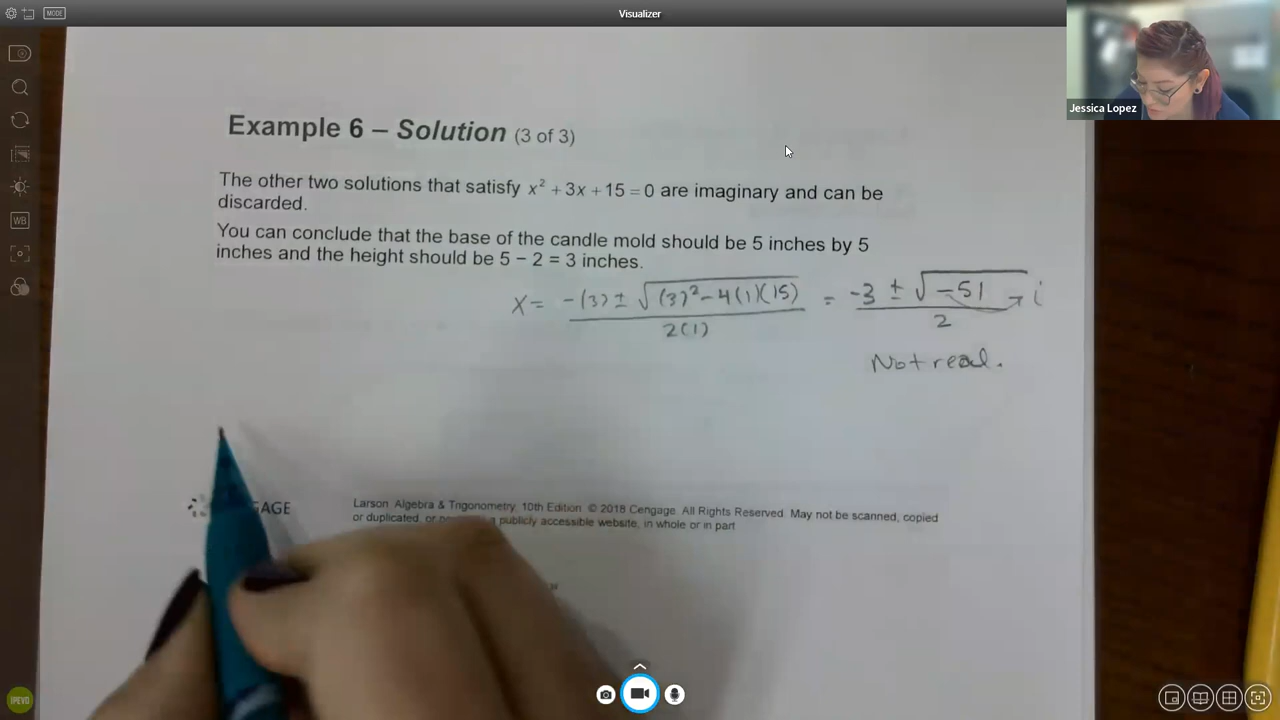 MODE
Visualizer
Jessica Lopez
WB
Example 6 – Solution (3 of 3)
The other two solutions that satisfy x² + 3x + 15 = 0 are imaginary and can be
discarded.
You can conclude that the base of the candle mold should be 5 inches by 5
inches and the height should be 5 − 2 = 3 inches.
x = -(3) ± √(3)² - 4(1)(15) / 2(1) = -3 ± √-51 / 2 → i
Not real.
GAGE
Larson, Algebra & Trigonometry, 10th Edition. © 2018 Cengage. All Rights Reserved. May not be scanned, copied
or duplicated, or a publicly accessible website, in whole or in part
IPEVO